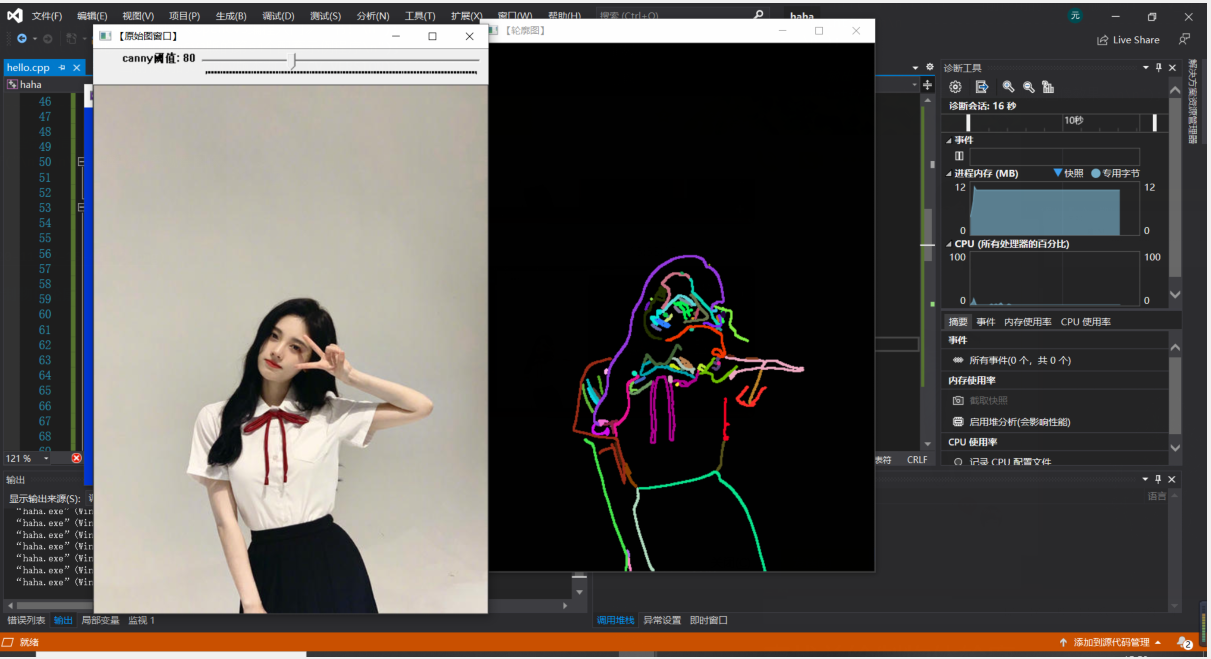 文件(F) 编辑(E) 视图(V) 项目(P) 生成(B) 调试(D) 测试(S) 分析(N) 工具(T) 扩展(X) 窗口(W) 帮助(H) 搜索 (Ctrl+Q) haha 元
Live Share
【原始图窗口】
【轮廓图】
canny阈值: 80
hello.cpp
haha
46
47
48
49
50
51
52
53
54
55
56
57
58
59
60
61
62
63
64
65
66
67
68
69
121 %
符 CRLF
诊断工具
诊断会话: 16 秒
10秒
事件
进程内存 (MB) 快照 专用字节
12 12
0 0
CPU (所有处理器的百分比)
100 100
0 0
摘要 事件 内存使用率 CPU 使用率
事件
所有事件(0 个，共 0 个)
内存使用率
截取快照
启用堆分析(会影响性能)
CPU 使用率
记录 CPU 配置文件
解决方案资源管理器
输出
显示输出来源(S):
语言
“haha.exe” (Win
“haha.exe” (Win
“haha.exe” (Win
“haha.exe” (Win
“haha.exe” (Win
“haha.exe” (Win
“haha.exe” (Win
错误列表 输出 局部变量 监视 1
调用堆栈 异常设置 即时窗口
就绪
添加到源代码管理
2